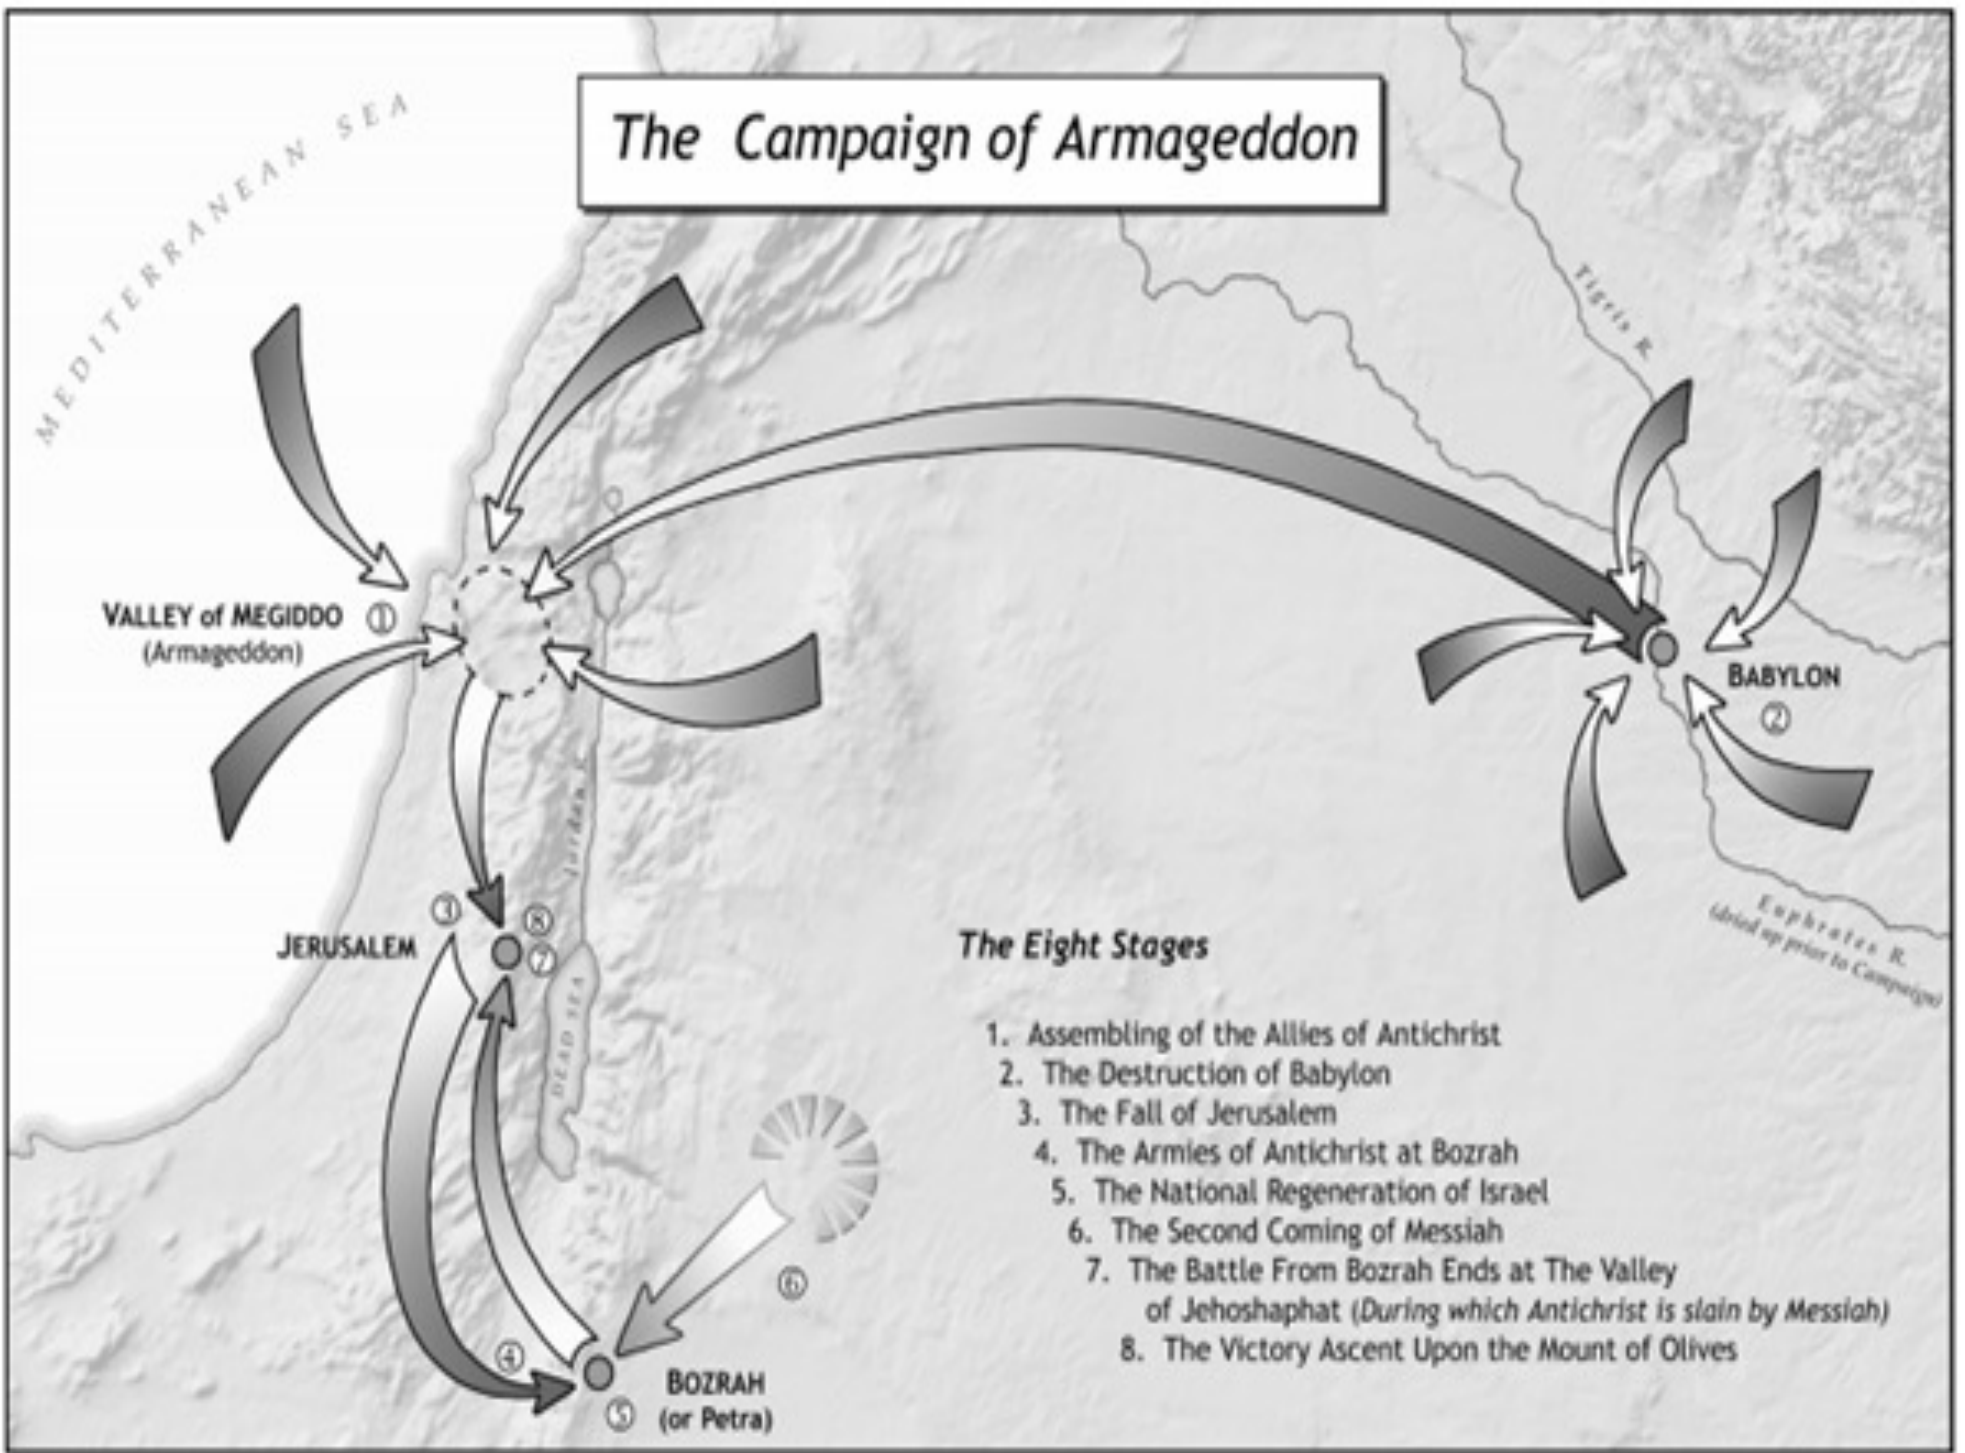 The Campaign of Armageddon
MEDITERRANEAN SEA
Tigris R.
VALLEY of MEGIDDO ①
(Armageddon)
BABYLON
②
Jordan R.
Euphrates R.
(dried up prior to Campaign)
③ ⑧
JERUSALEM
⑦
DEAD SEA
The Eight Stages
1. Assembling of the Allies of Antichrist
2. The Destruction of Babylon
3. The Fall of Jerusalem
4. The Armies of Antichrist at Bozrah
5. The National Regeneration of Israel
6. The Second Coming of Messiah
7. The Battle From Bozrah Ends at The Valley
of Jehoshaphat (During which Antichrist is slain by Messiah)
8. The Victory Ascent Upon the Mount of Olives
⑥
④
BOZRAH
(or Petra)
⑤